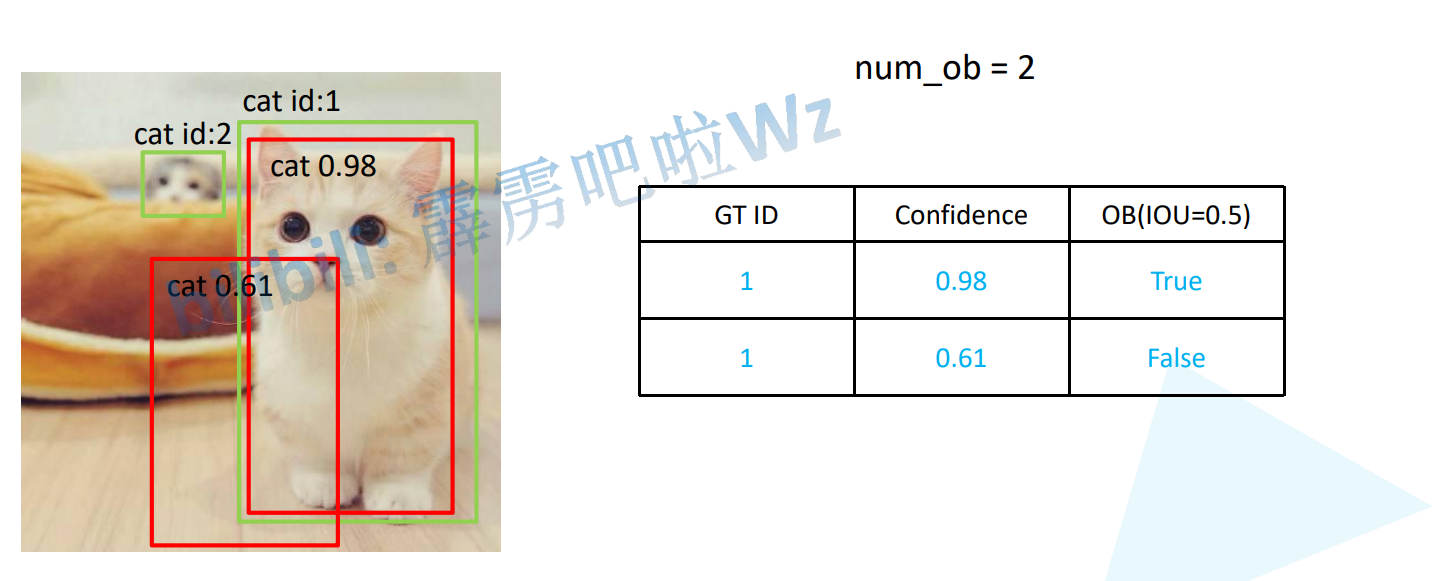 num_ob = 2
cat id:1
cat id:2
cat 0.98
cat 0.61
bilibili: 霹雳吧啦Wz
GT ID Confidence OB(IOU=0.5)
1 0.98 True
1 0.61 False